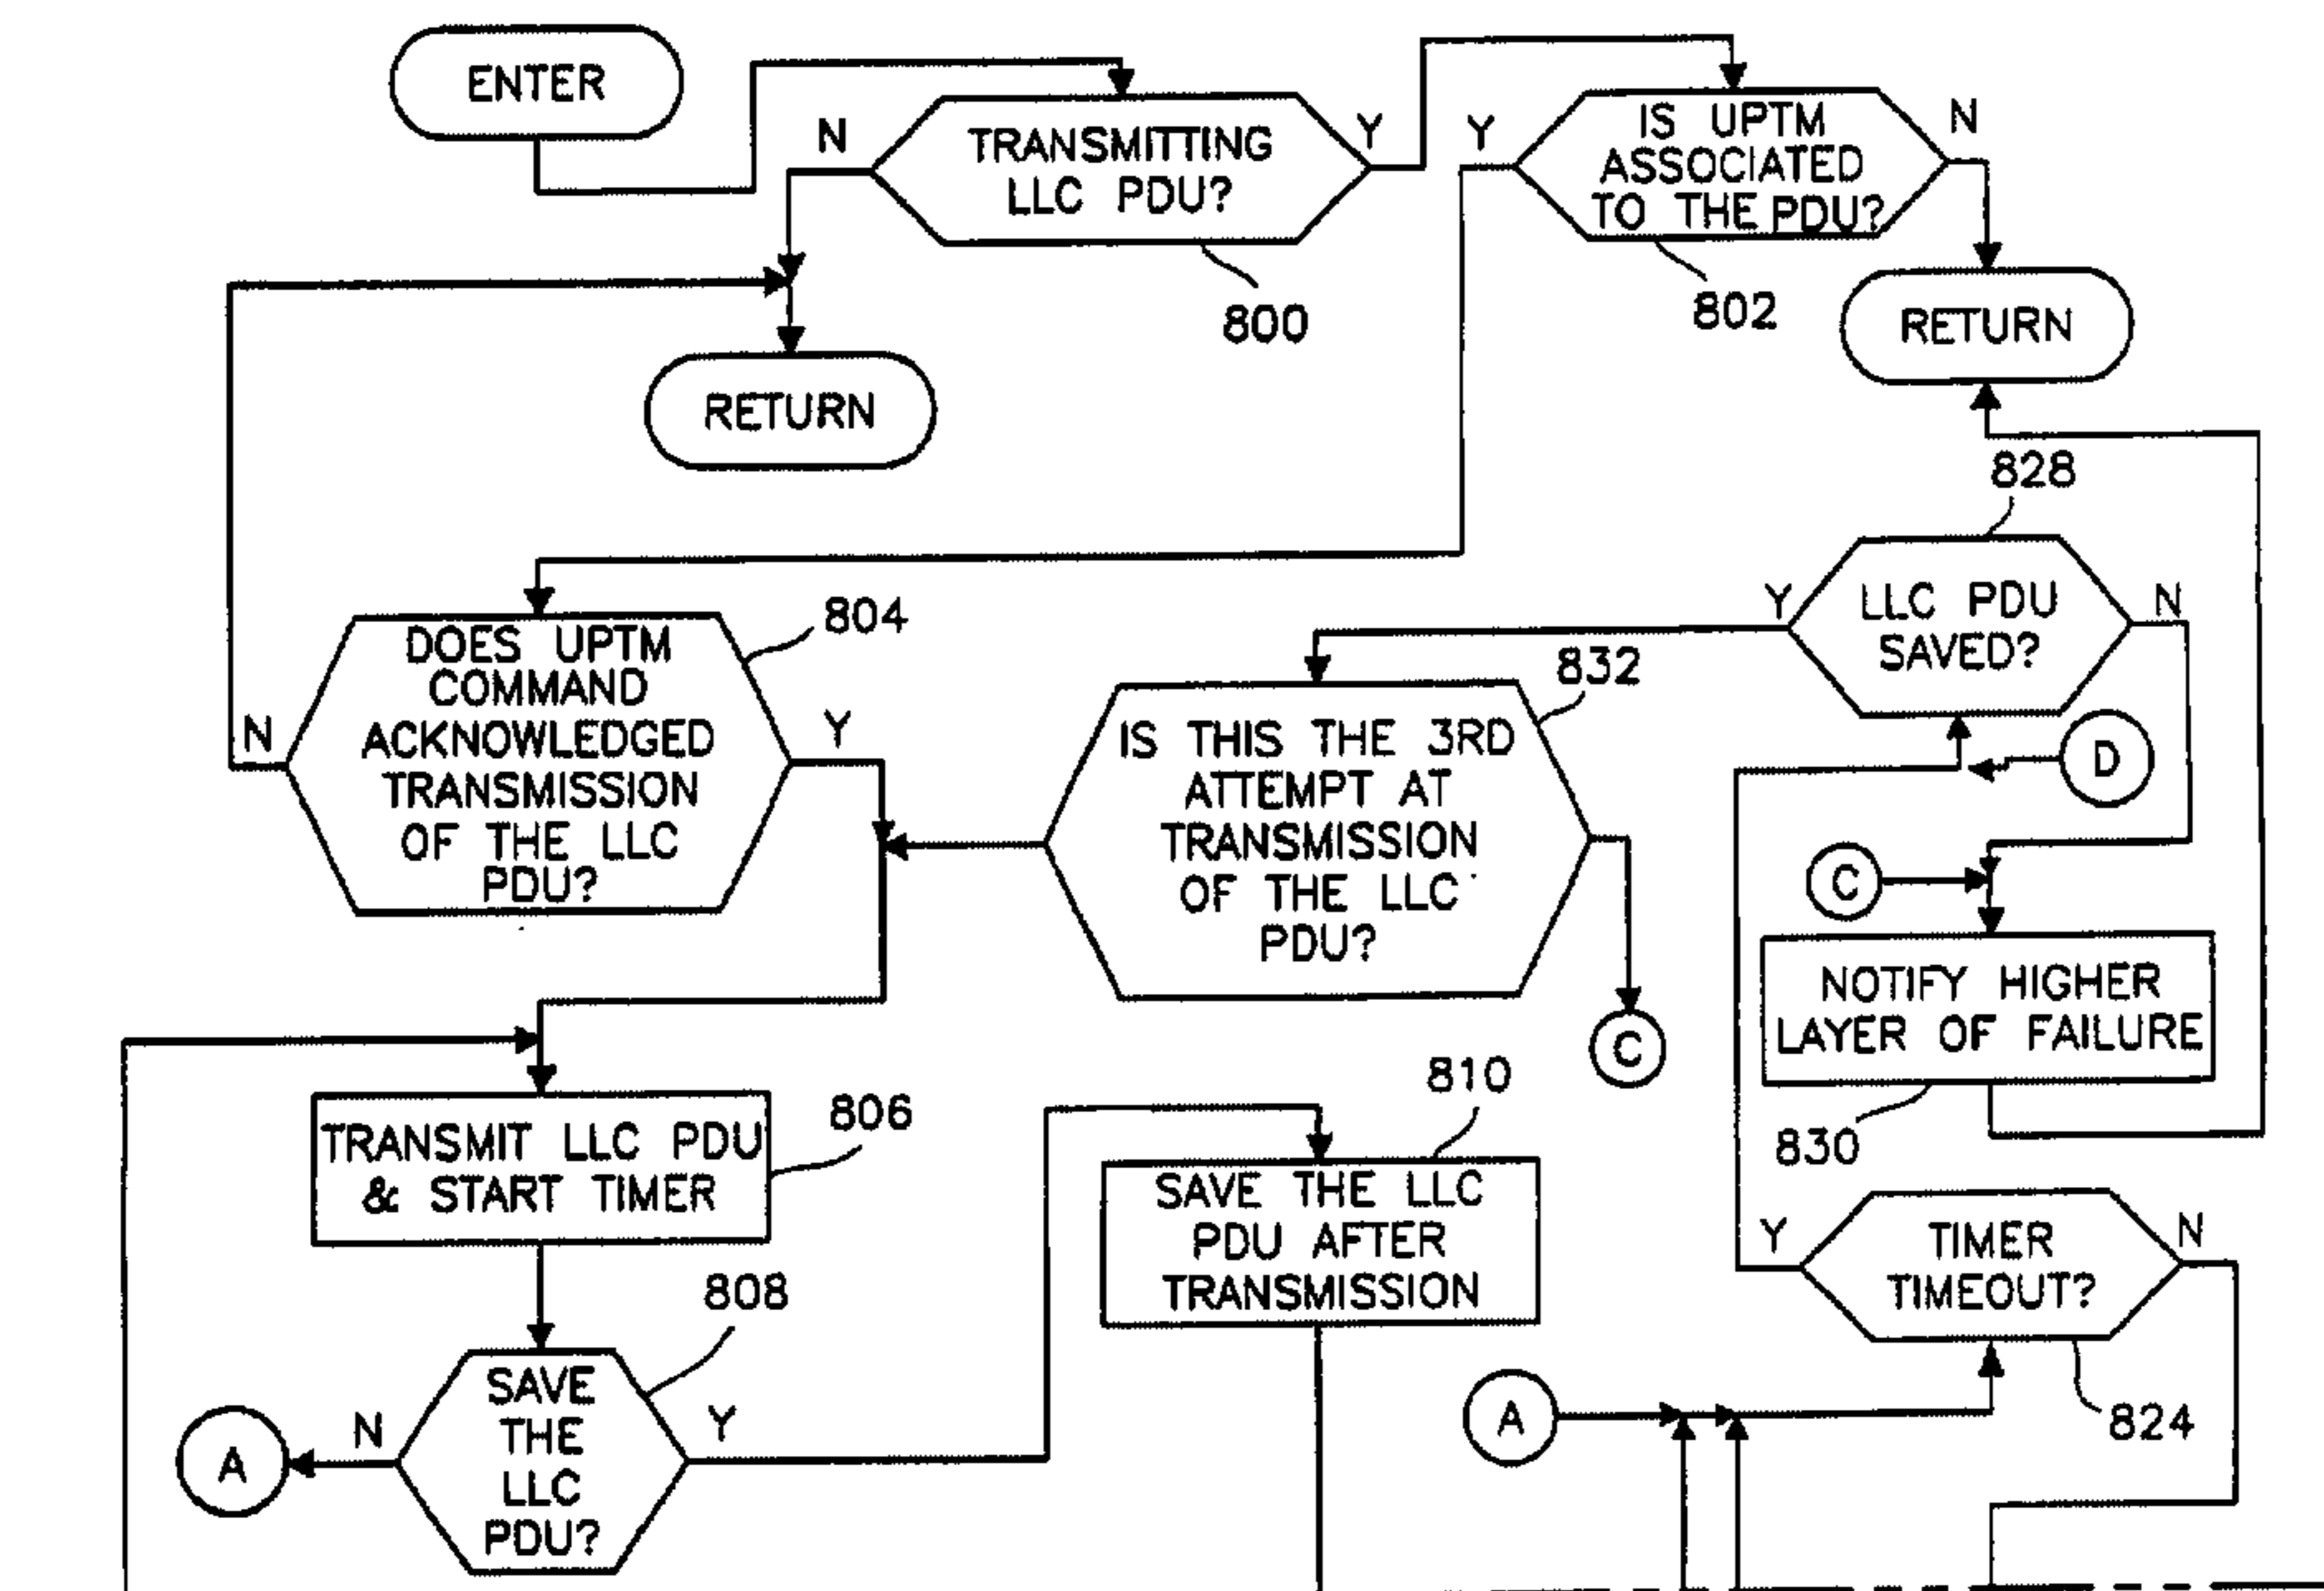 ENTER
N
TRANSMITTING
LLC PDU?
Y
800
Y
IS UPTM
ASSOCIATED
TO THE PDU?
N
802
RETURN
RETURN
804
DOES UPTM
COMMAND
ACKNOWLEDGED
TRANSMISSION
OF THE LLC
PDU?
N
Y
828
Y
LLC PDU
SAVED?
N
832
IS THIS THE 3RD
ATTEMPT AT
TRANSMISSION
OF THE LLC
PDU?
D
C
C
NOTIFY HIGHER
LAYER OF FAILURE
830
TRANSMIT LLC PDU
& START TIMER
806
810
SAVE THE LLC
PDU AFTER
TRANSMISSION
Y
TIMER
TIMEOUT?
N
824
808
SAVE
THE
LLC
PDU?
N
Y
A
A